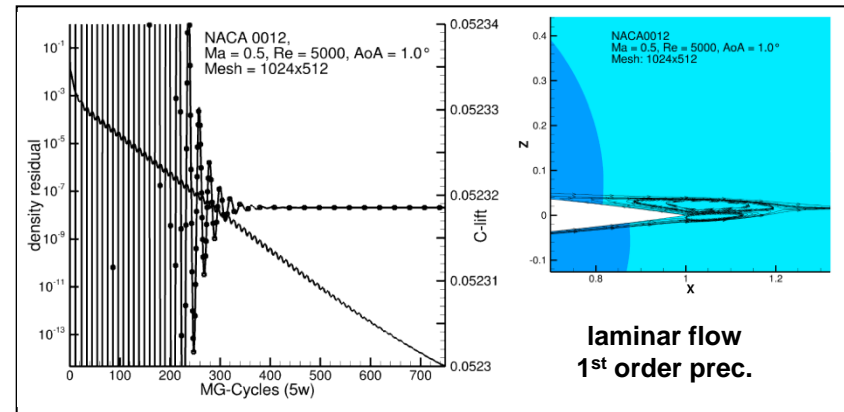 NACA 0012,
Ma = 0.5, Re = 5000, AoA = 1.0°
Mesh = 1024x512
density residual
10⁻¹
10⁻³
10⁻⁵
10⁻⁷
10⁻⁹
10⁻¹¹
10⁻¹³
0 100 200 300 400 500 600 700
MG-Cycles (5w)
0.05234
0.05233
0.05232
0.05231
0.0523
C-lift
NACA0012
Ma = 0.5, Re = 5000, AoA = 1.0°
Mesh: 1024x512
Z
0.4
0.3
0.2
0.1
0
-0.1
0.8 1 1.2
X
laminar flow
1st order prec.